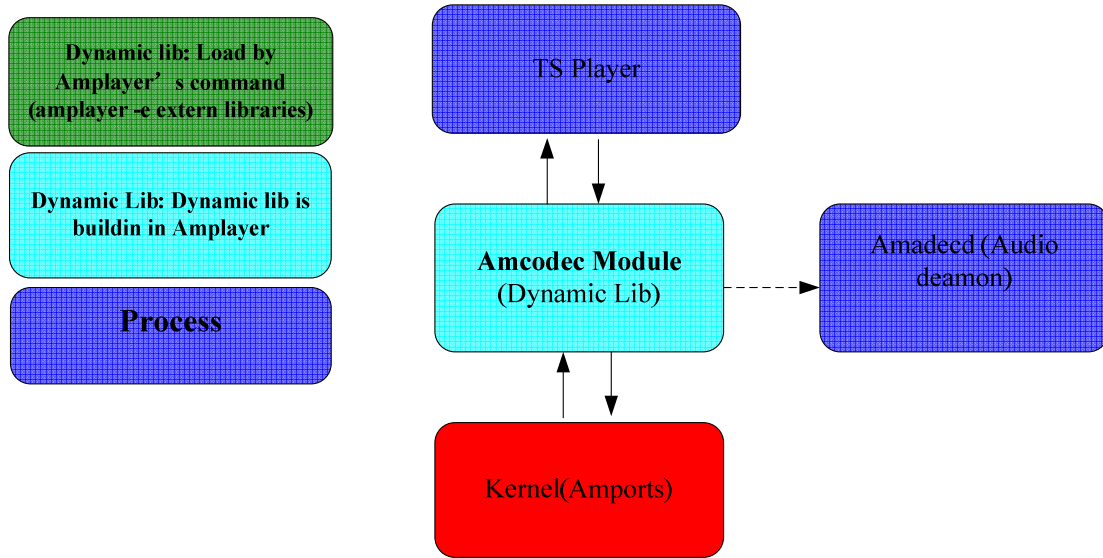 Dynamic lib: Load by
Amplayer’s command
(amplayer -e extern libraries)
Dynamic Lib: Dynamic lib is
buildin in Amplayer
Process
TS Player
Amcodec Module
(Dynamic Lib)
Amadecd (Audio
deamon)
Kernel(Amports)